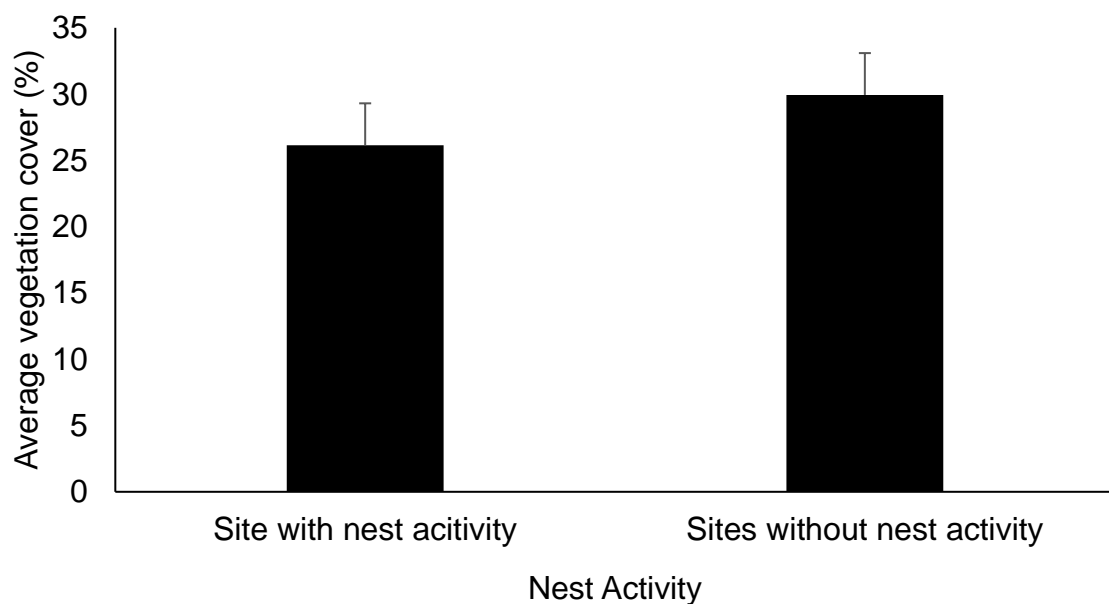 Average vegetation cover (%)
35
30
25
20
15
10
5
0
Site with nest acitivity
Sites without nest activity
Nest Activity